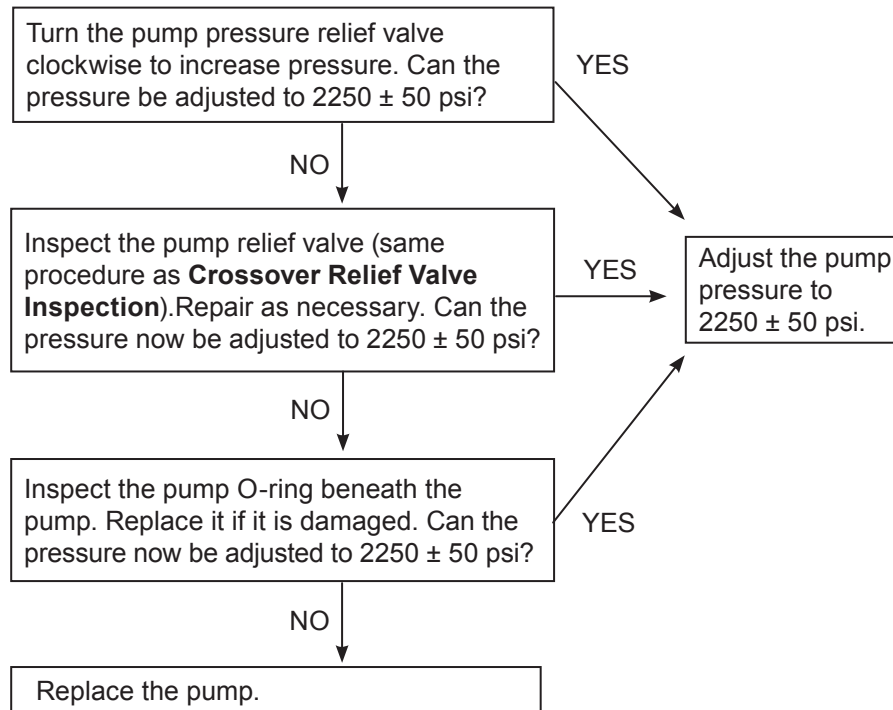 Turn the pump pressure relief valve
clockwise to increase pressure. Can the
pressure be adjusted to 2250 ± 50 psi?
YES
NO
Inspect the pump relief valve (same
procedure as Crossover Relief Valve
Inspection).Repair as necessary. Can the
pressure now be adjusted to 2250 ± 50 psi?
YES
Adjust the pump
pressure to
2250 ± 50 psi.
NO
Inspect the pump O-ring beneath the
pump. Replace it if it is damaged. Can the
pressure now be adjusted to 2250 ± 50 psi?
YES
NO
Replace the pump.